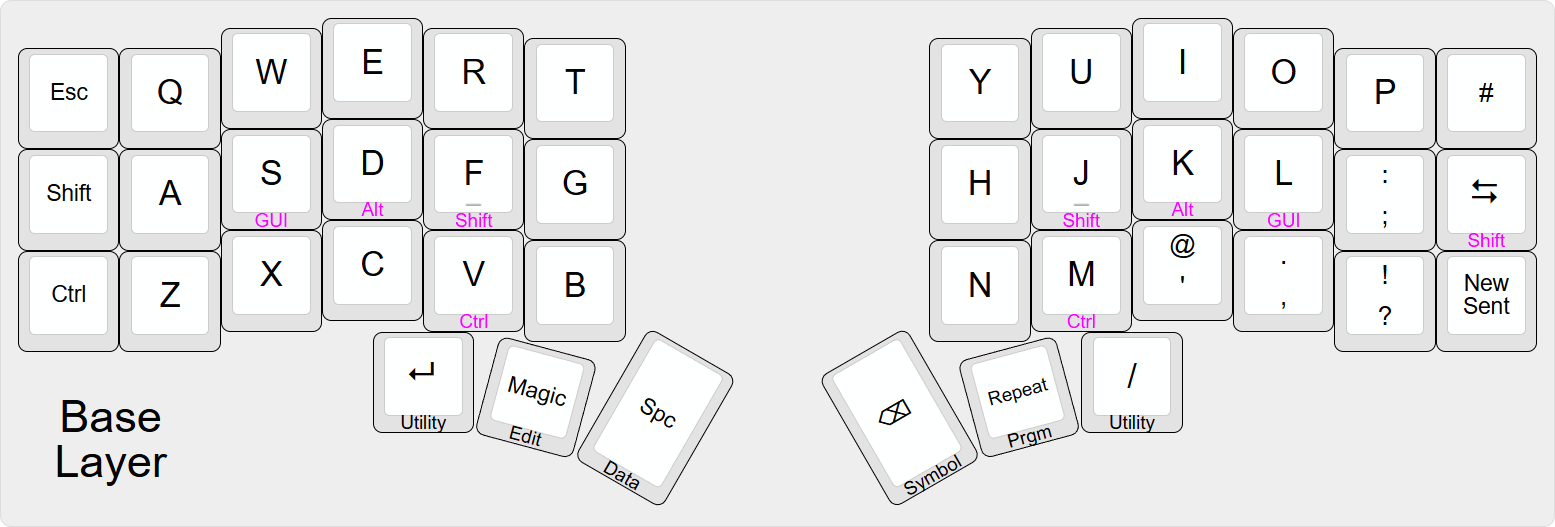 Esc Q W E R T Y U I O P #
Shift A S D F G H J K L : ⇆
GUI Alt _ Shift _ Shift Alt GUI ; Shift
Ctrl Z X C V B N M @ . ! New
Ctrl Ctrl ' , ? Sent
↵ Magic Spc ⌫ Repeat /
Utility Edit Data Symbol Prgm Utility
Base
Layer